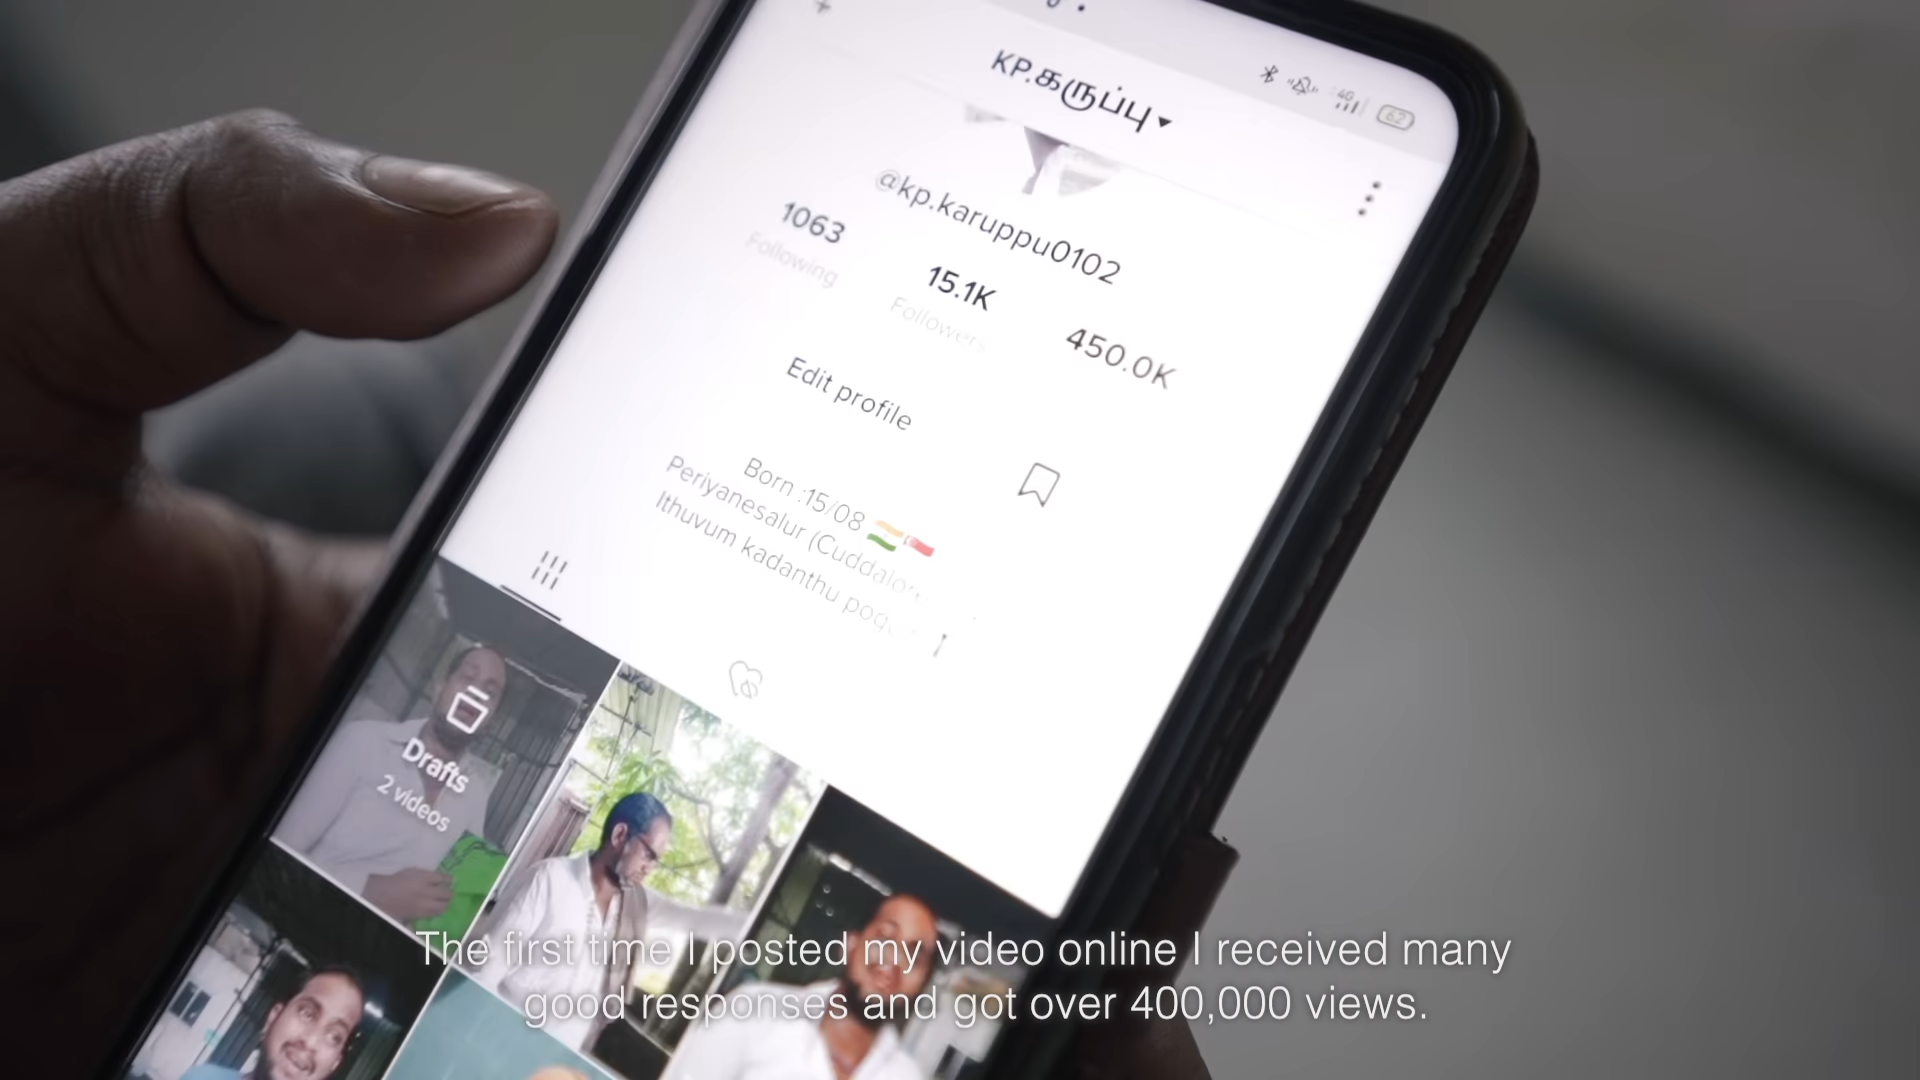 4G
62
KP.கருப்பு
@kp.karuppu0102
1063
Following
15.1K
Followers
450.0K
Edit profile
Born :15/08
Periyanesalur (Cuddalo
Ithuvum kadanthu
Drafts
2 videos
The first time I posted my video online I received many
good responses and got over 400,000 views.